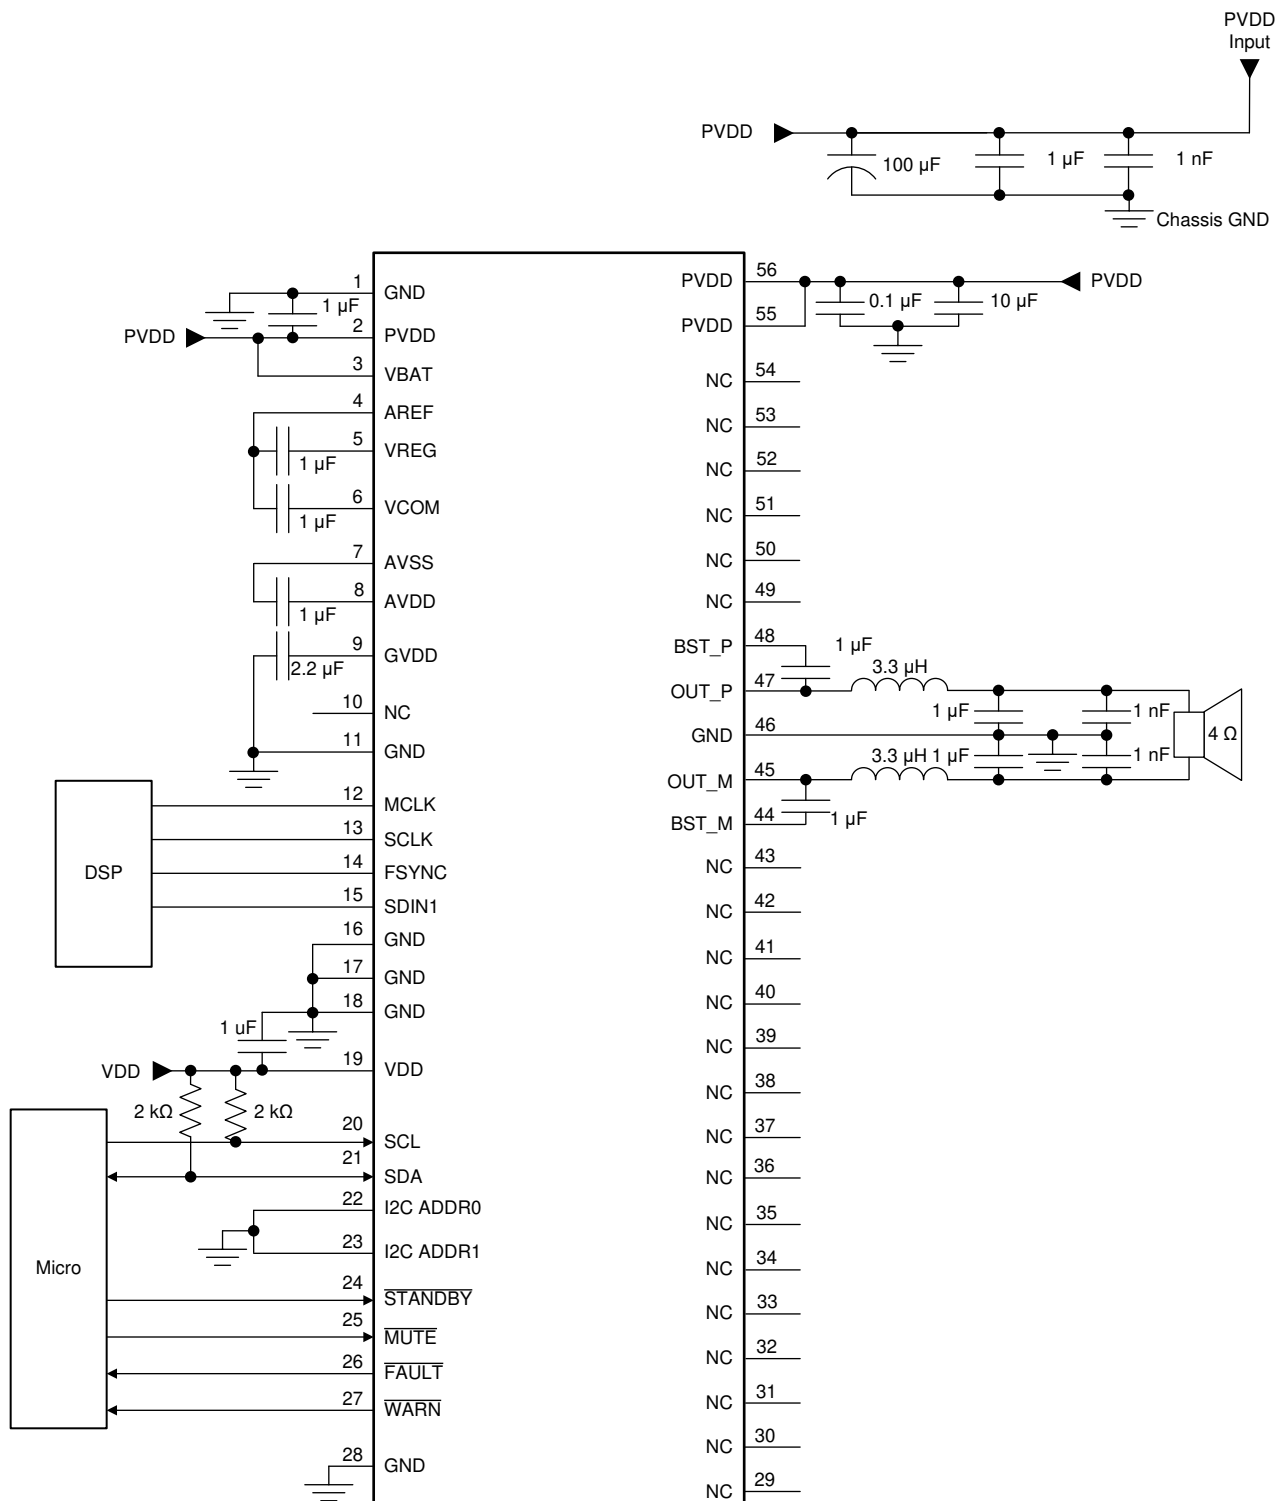 PVDD
Input
PVDD
100 µF
1 µF
1 nF
Chassis GND
1
GND
1 µF
PVDD
2
PVDD
3
VBAT
4
AREF
5
VREG
1 µF
6
VCOM
1 µF
7
AVSS
8
AVDD
1 µF
9
GVDD
2.2 µF
10
NC
11
GND
DSP
12
MCLK
13
SCLK
14
FSYNC
15
SDIN1
16
GND
17
GND
18
GND
1 uF
VDD
19
VDD
2 kΩ
2 kΩ
20
SCL
21
SDA
22
I2C ADDR0
23
I2C ADDR1
Micro
24
STANDBY
25
MUTE
26
FAULT
27
WARN
28
GND
PVDD
56
PVDD
0.1 µF
10 µF
PVDD
55
NC
54
NC
53
NC
52
NC
51
NC
50
NC
49
BST_P
48
1 µF
OUT_P
47
3.3 µH
1 µF
1 nF
GND
46
4 Ω
3.3 µH
1 µF
1 nF
OUT_M
45
BST_M
44
1 µF
NC
43
NC
42
NC
41
NC
40
NC
39
NC
38
NC
37
NC
36
NC
35
NC
34
NC
33
NC
32
NC
31
NC
30
NC
29